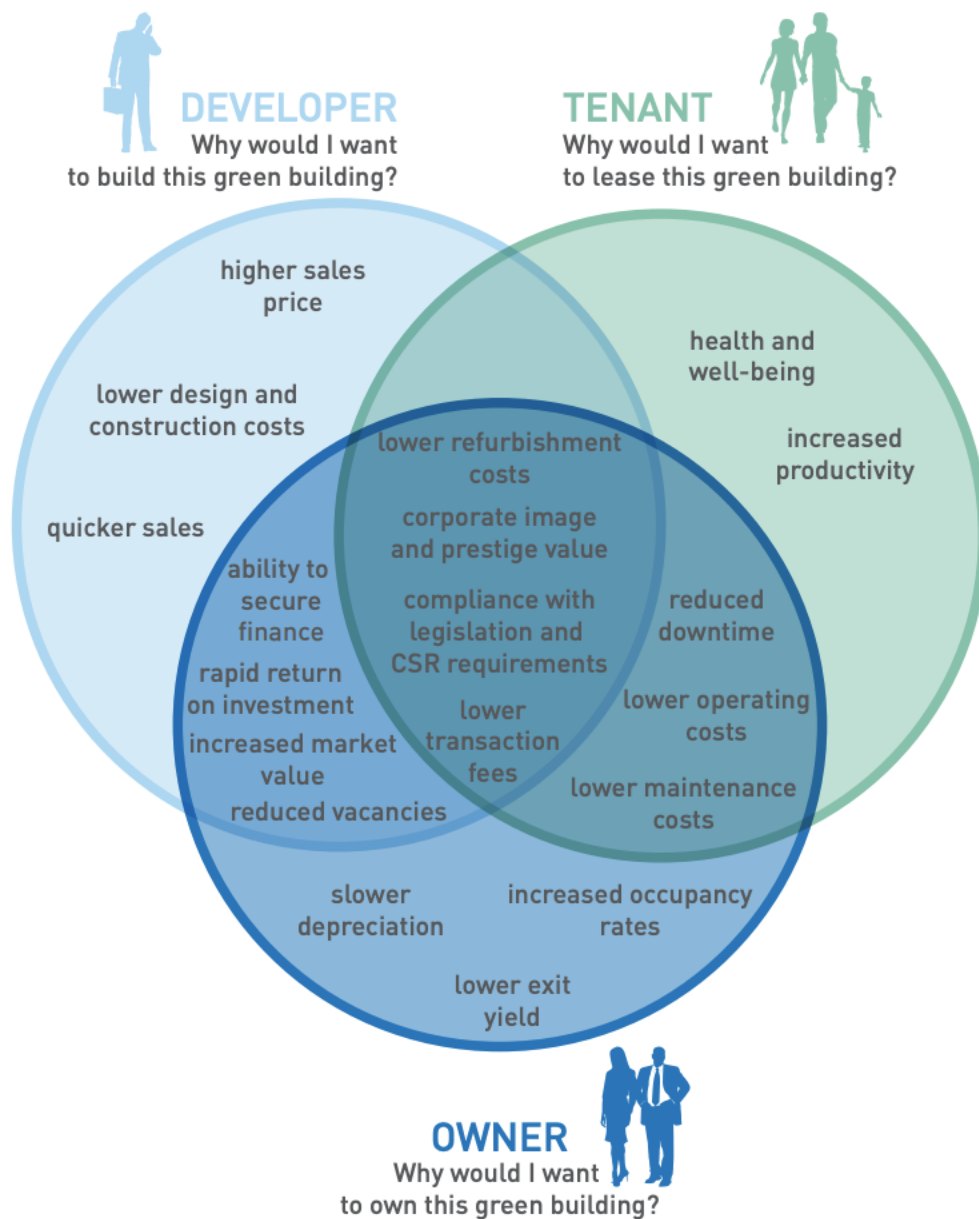 DEVELOPER
Why would I want
to build this green building?
TENANT
Why would I want
to lease this green building?
higher sales
price
lower design and
construction costs
quicker sales
health and
well-being
increased
productivity
lower refurbishment
costs
corporate image
and prestige value
compliance with
legislation and
CSR requirements
lower
transaction
fees
ability to
secure
finance
rapid return
on investment
increased market
value
reduced vacancies
reduced
downtime
lower operating
costs
lower maintenance
costs
slower
depreciation
increased occupancy
rates
lower exit
yield
OWNER
Why would I want
to own this green building?